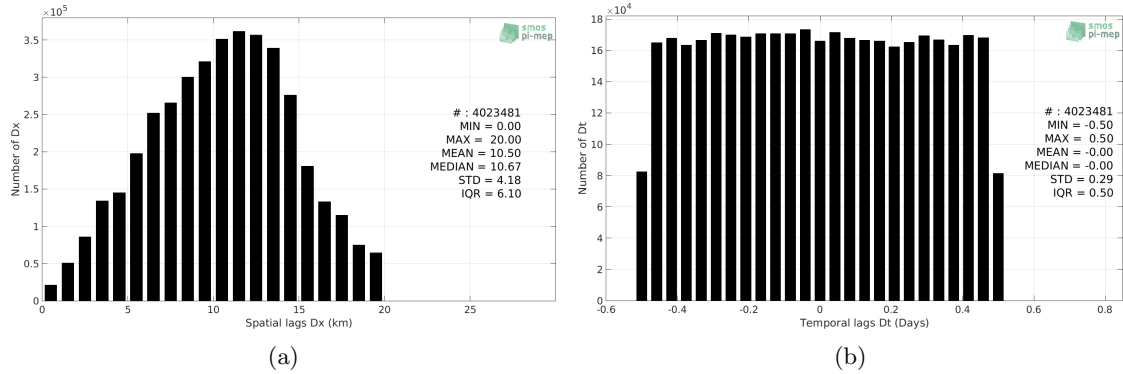 ×10^5
3.5
3
2.5
2
1.5
1
0.5
0
Number of Dx
0 5 10 15 20 25
Spatial lags Dx (km)
smos
pi-mep
# : 4023481
MIN = 0.00
MAX = 20.00
MEAN = 10.50
MEDIAN = 10.67
STD = 4.18
IQR = 6.10
(a)
×10^4
18
16
14
12
10
8
6
4
2
0
Number of Dt
-0.6 -0.4 -0.2 0 0.2 0.4 0.6 0.8
Temporal lags Dt (Days)
smos
pi-mep
# : 4023481
MIN = -0.50
MAX = 0.50
MEAN = -0.00
MEDIAN = -0.00
STD = 0.29
IQR = 0.50
(b)